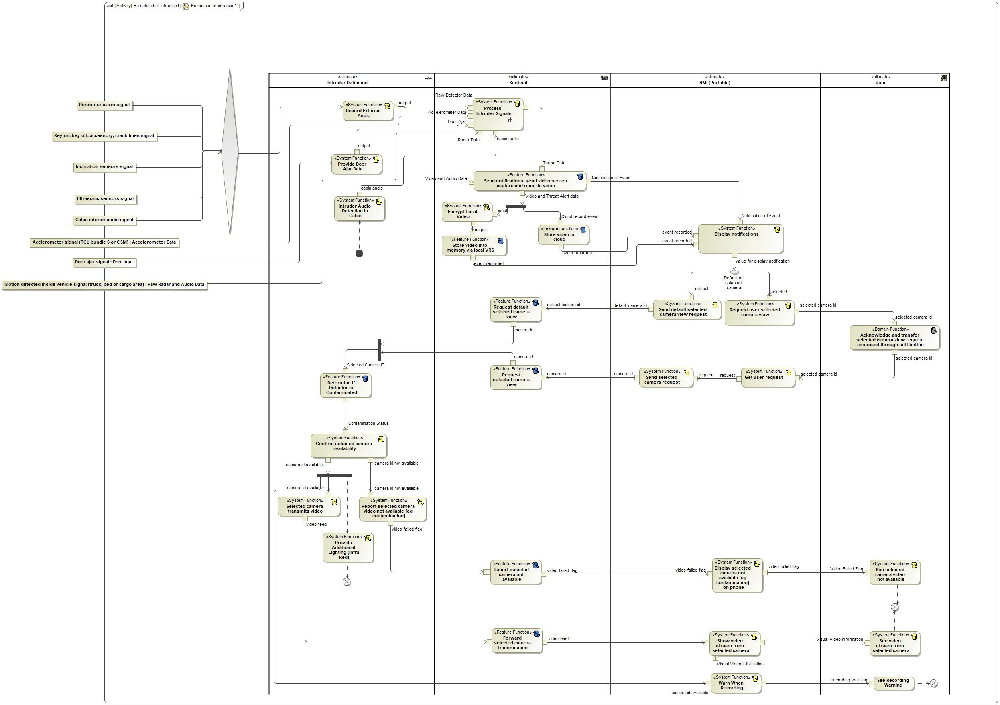 act [Activity] Be notified of intrusion1 [ Be notified of intrusion1 ]
«allocate»
Intruder Detection
«allocate»
Sentinel
«allocate»
HMI (Portable)
«allocate»
User
Perimeter alarm signal
Key-on, key-off, accessory, crank lines signal
Inclination sensors signal
Ultrasonic sensors signal
Cabin interior audio signal
Acelerometer signal (TCU bundle 6 or CSM) : Accelerometer Data
Door ajar signal : Door Ajar
Motion detected inside vehicle signal (truck, bed or cargo area) : Raw Radar and Audio Data
«System Function»
Record External
Audio
output
Raw Detector Data
Accelerometer Data
Door Ajar
Radar Data
cabin audio
«System Function»
Process
Intruder Signals
output
«System Function»
Provide Door
Ajar Data
cabin audio
«System Function»
Intruder Audio
Detection in
Cabin
Threat Data
Video and Audio Data
«Feature Function»
Send notifications, send video screen
capture and records video
Notification of Event
Video and Threat Alert data
«System Function»
Encrypt Local
Video
input
output
Cloud record event
«Feature Function»
Store video in
cloud
event recorded
«Feature Function»
Store video into
memory via local VRS
event recorded
Notification of Event
event recorded
event recorded
«System Function»
Display notifications
value for display notification
Default or
selected
camera
default
selected
«System Function»
Send default selected
camera view request
default camera id
«System Function»
Request user selected
camera view
selected camera id
selected camera id
«Domain Function»
Acknowledge and transfer
selected camera view request
command through soft button
selected camera id
«Feature Function»
Request default
selected camera
view
default camera id
camera id
camera id
«Feature Function»
Request
selected camera
view
camera id
camera id
«System Function»
Send selected
camera request
request
request
«System Function»
Get user request
selected camera id
Selected Camera ID
«Feature Function»
Determine if
Detector is
Contaminated
Contamination Status
«System Function»
Confirm selected camera
availability
camera id available
camera id not available
camera id available
camera id not available
«System Function»
Selected camera
transmits video
video feed
«System Function»
Report selected camera
video not available [eg
contamination]
video failed flag
«System Function»
Provide
Additioinal
Lighting (Infra
Red)
«Feature Function»
Report selected
camera not
available
video failed flag
video failed flag
«System Function»
Display selected
camera not
available [eg
contamination]
on phone
video failed flag
Video Failed Flag
«System Function»
See selected
camera video
not available
«Feature Function»
Forward
selected camera
transmission
video feed
«System Function»
Show video
stream from
selected camera
Visual Video Information
Visual Video Information
«System Function»
See video
stream from
selected camera
«System Function»
Warn When
Recording
camera id available
recording warning
See Recording
Warning